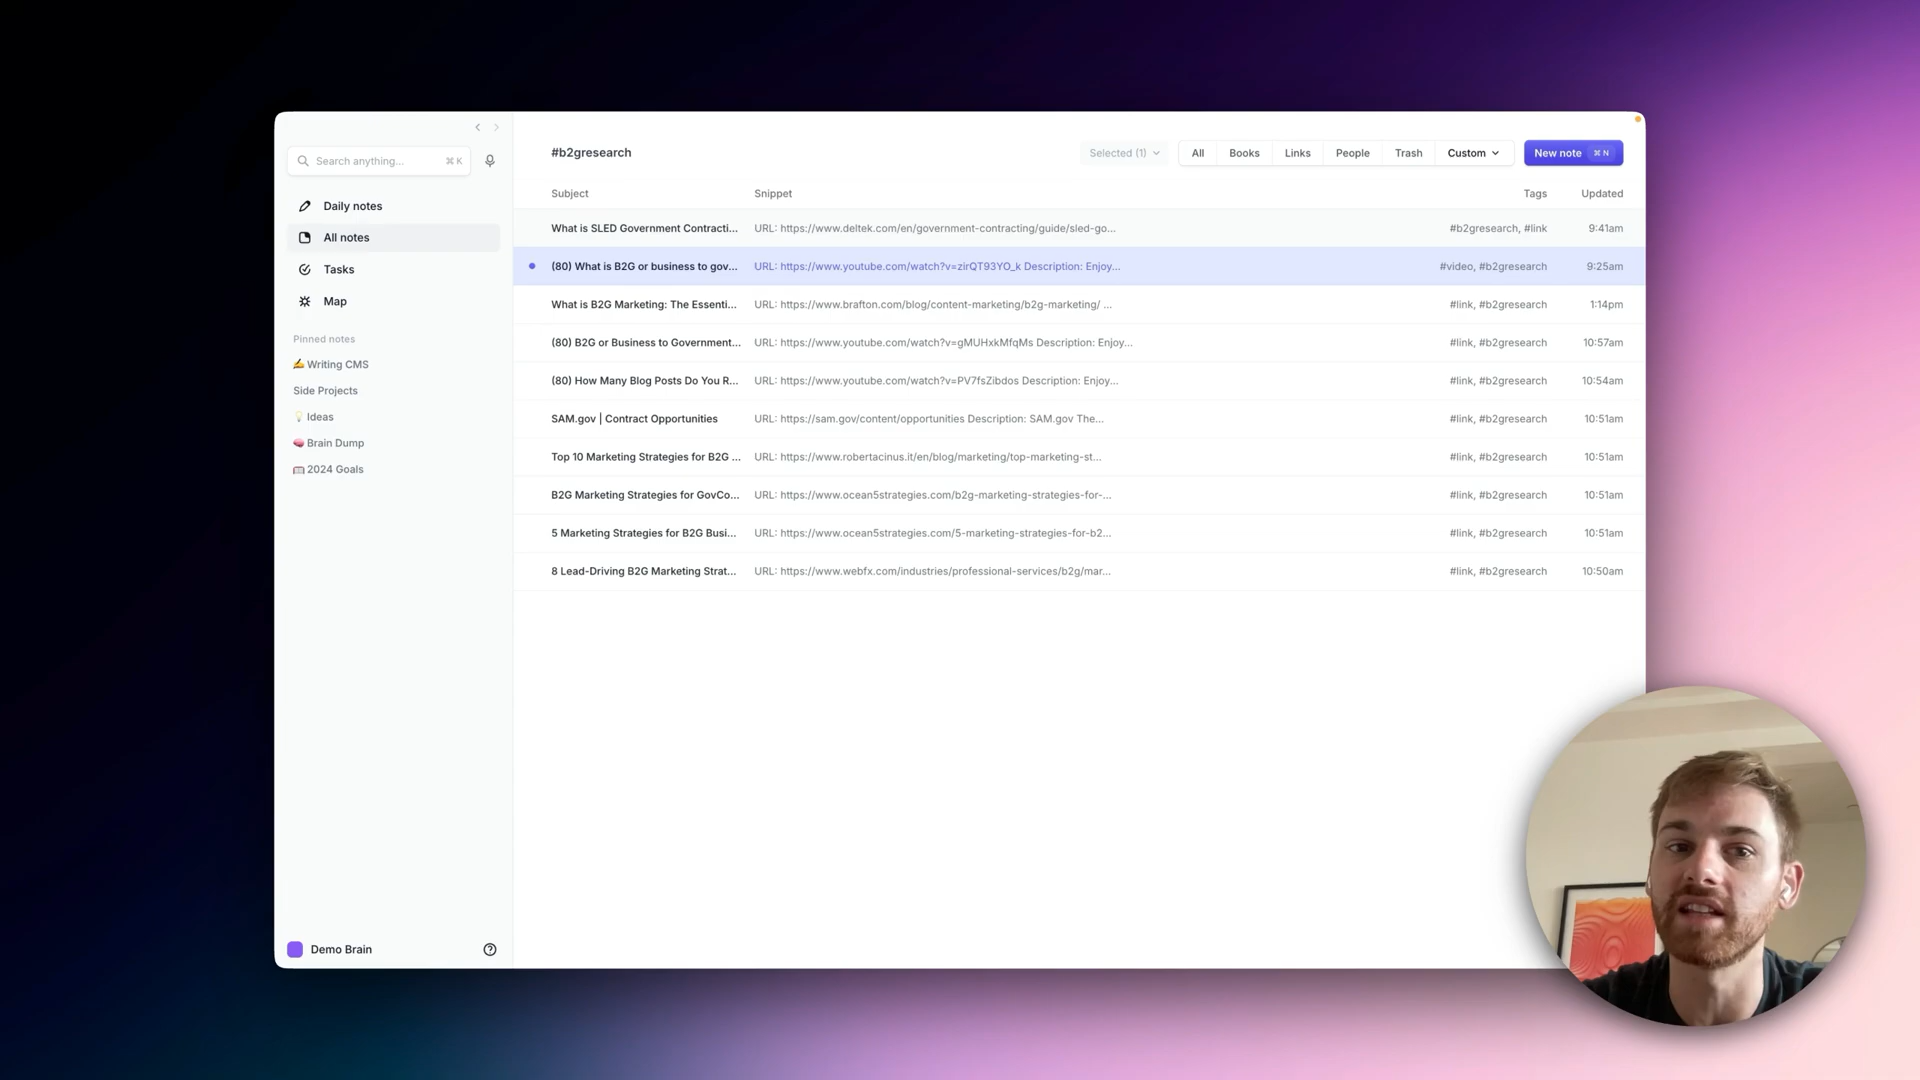 Search anything... ⌘ K
Daily notes
All notes
Tasks
Map
Pinned notes
✍️ Writing CMS
Side Projects
💡 Ideas
🧠 Brain Dump
📖 2024 Goals
Demo Brain
#b2gresearch
Selected (1) All Books Links People Trash Custom New note ⌘ N
Subject Snippet Tags Updated
What is SLED Government Contracti... URL: https://www.deltek.com/en/government-contracting/guide/sled-go... #b2gresearch, #link 9:41am
(80) What is B2G or business to gov... URL: https://www.youtube.com/watch?v=zirQT93YO_k Description: Enjoy... #video, #b2gresearch 9:25am
What is B2G Marketing: The Essenti... URL: https://www.brafton.com/blog/content-marketing/b2g-marketing/ ... #link, #b2gresearch 1:14pm
(80) B2G or Business to Government... URL: https://www.youtube.com/watch?v=gMUHxkMfqMs Description: Enjoy... #link, #b2gresearch 10:57am
(80) How Many Blog Posts Do You R... URL: https://www.youtube.com/watch?v=PV7fsZibdos Description: Enjoy... #link, #b2gresearch 10:54am
SAM.gov | Contract Opportunities URL: https://sam.gov/content/opportunities Description: SAM.gov The... #link, #b2gresearch 10:51am
Top 10 Marketing Strategies for B2G ... URL: https://www.robertacinus.it/en/blog/marketing/top-marketing-st... #link, #b2gresearch 10:51am
B2G Marketing Strategies for GovCo... URL: https://www.ocean5strategies.com/b2g-marketing-strategies-for-... #link, #b2gresearch 10:51am
5 Marketing Strategies for B2G Busi... URL: https://www.ocean5strategies.com/5-marketing-strategies-for-b2... #link, #b2gresearch 10:51am
8 Lead-Driving B2G Marketing Strat... URL: https://www.webfx.com/industries/professional-services/b2g/mar... #link, #b2gresearch 10:50am